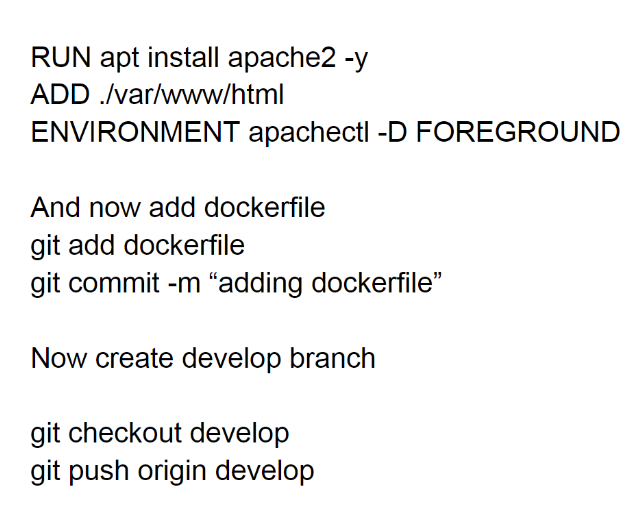 RUN apt install apache2 -y
ADD ./var/www/html
ENVIRONMENT apachectl -D FOREGROUND
And now add dockerfile
git add dockerfile
git commit -m “adding dockerfile”
Now create develop branch
git checkout develop
git push origin develop